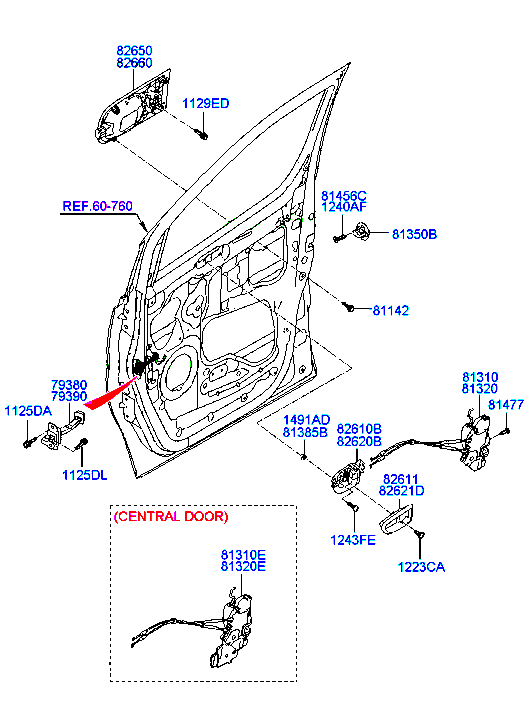 82650
82660
1129ED
REF.60-760
81456C
1240AF
81350B
81142
79380
79390
1125DA
1125DL
81310
81320
81477
1491AD
81385B
82610B
82620B
82611
82621D
1243FE
1223CA
(CENTRAL DOOR)
81310E
81320E